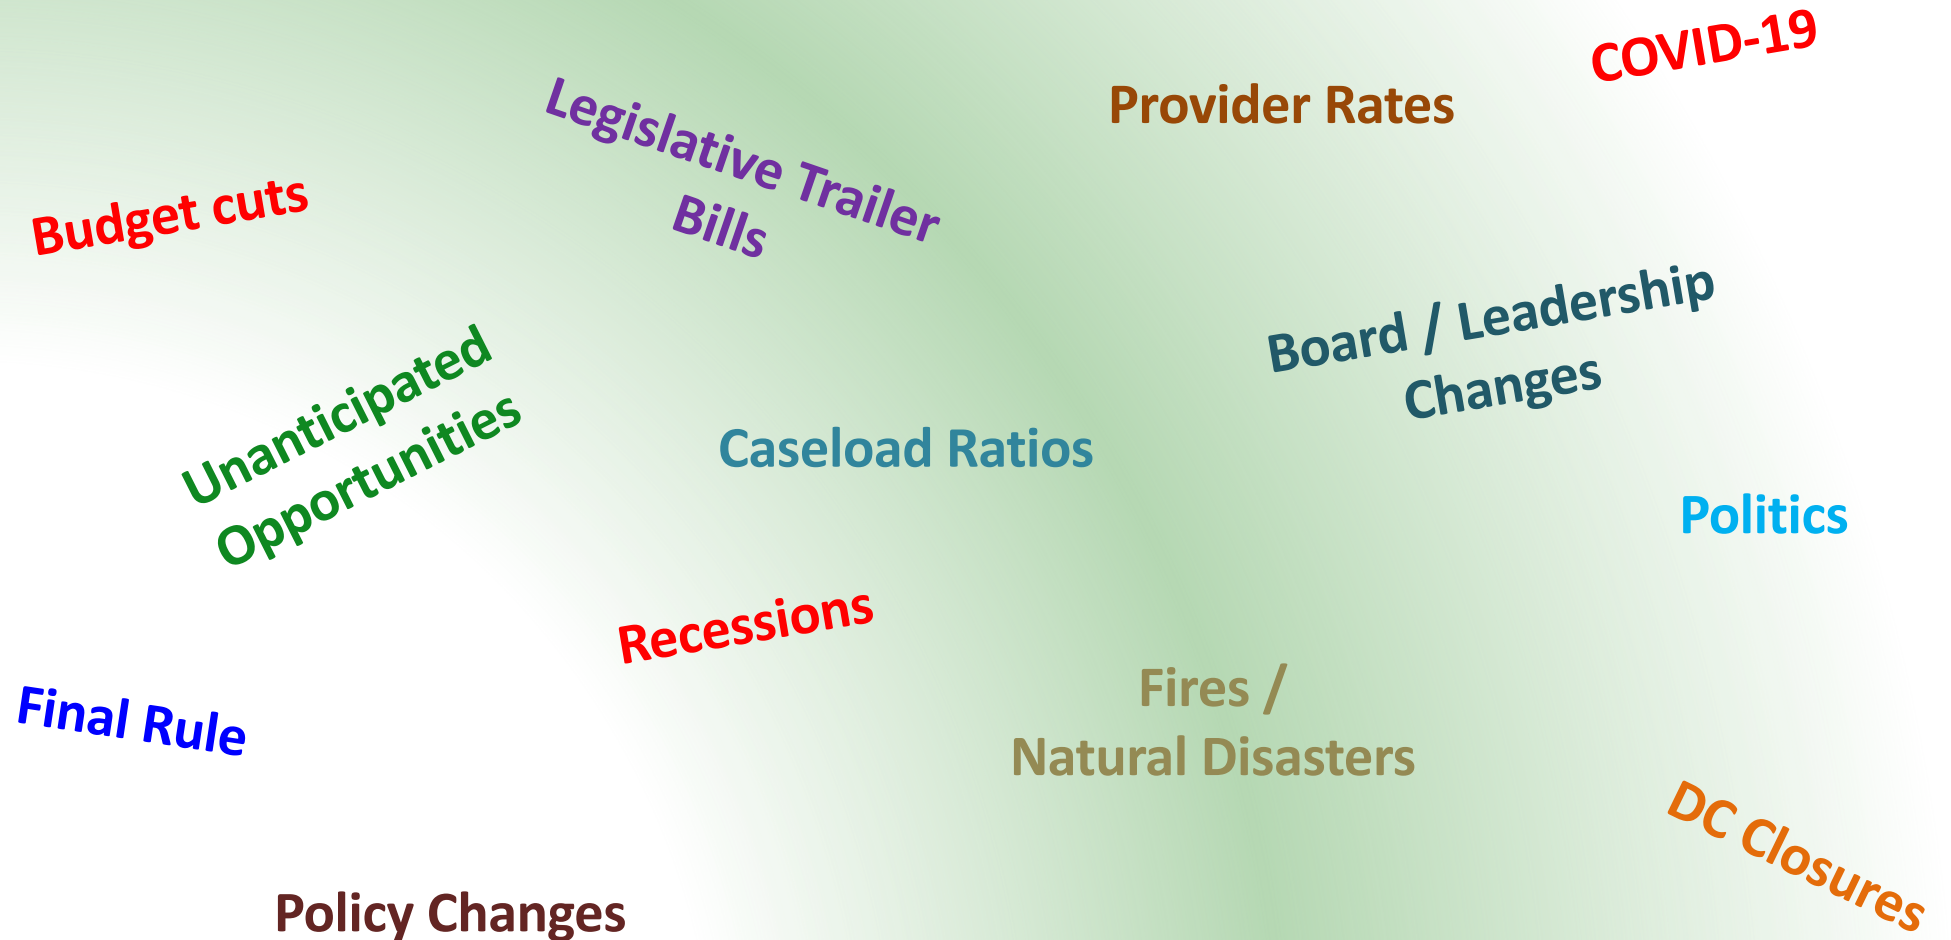 COVID-19
Provider Rates
Legislative Trailer
Bills
Budget cuts
Board / Leadership
Changes
Unanticipated
Opportunities
Caseload Ratios
Politics
Recessions
Fires /
Natural Disasters
Final Rule
DC Closures
Policy Changes